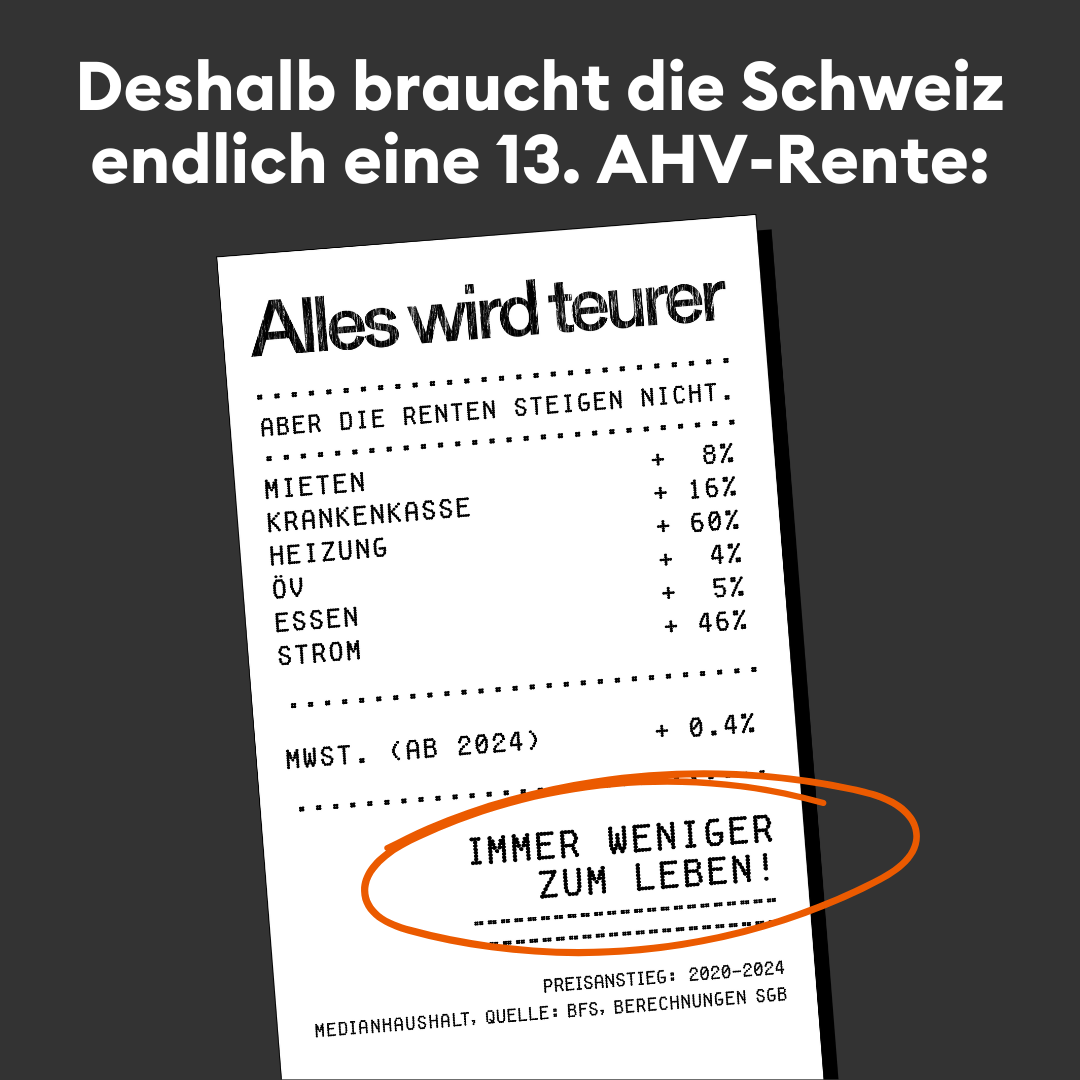 Deshalb braucht die Schweiz
endlich eine 13. AHV-Rente:
Alles wird teurer
ABER DIE RENTEN STEIGEN NICHT.
MIETEN + 8%
KRANKENKASSE + 16%
HEIZUNG + 60%
ÖV + 4%
ESSEN + 5%
STROM + 46%
MWST. (AB 2024) + 0.4%
IMMER WENIGER
ZUM LEBEN!
PREISANSTIEG: 2020-2024
MEDIANHAUSHALT, QUELLE: BFS, BERECHNUNGEN SGB